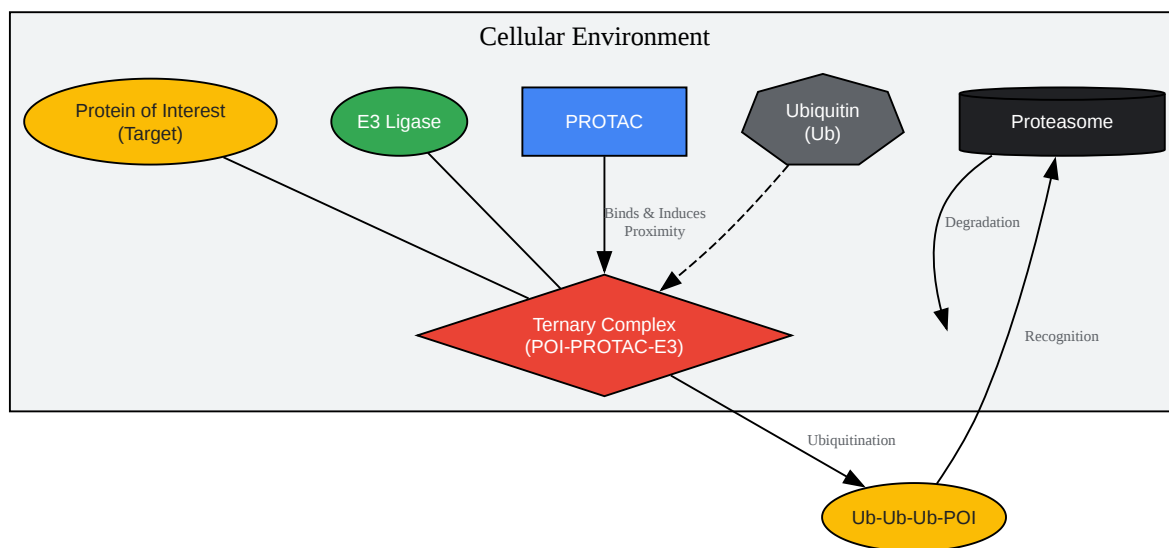 Cellular Environment
Protein of Interest
(Target)
E3 Ligase
PROTAC
Ubiquitin
(Ub)
Proteasome
Binds & Induces
Proximity
Degradation
Ternary Complex
(POI-PROTAC-E3)
Recognition
Ubiquitination
Ub-Ub-Ub-POI